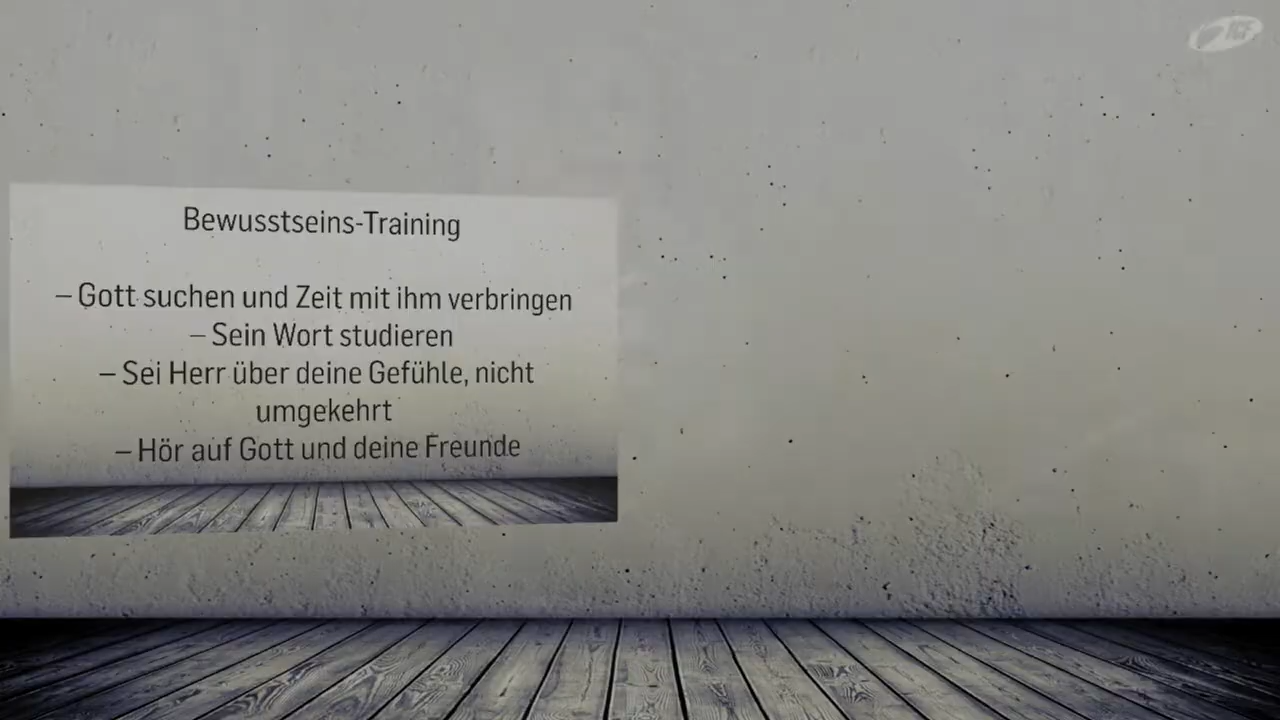 ICF
Bewusstseins-Training
– Gott suchen und Zeit mit ihm verbringen
– Sein Wort studieren
– Sei Herr über deine Gefühle, nicht
umgekehrt
– Hör auf Gott und deine Freunde